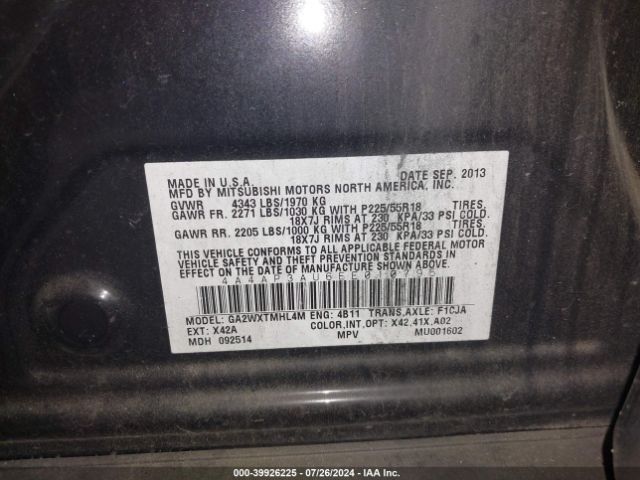 MADE IN U.S.A. DATE SEP. 2013
MFD BY MITSUBISHI MOTORS NORTH AMERICA, INC.
GVWR 4343 LBS/1970 KG
GAWR FR. 2271 LBS/1030 KG WITH P225/55R18 TIRES,
18X7J RIMS AT 230 KPA/33 PSI COLD.
GAWR RR. 2205 LBS/1000 KG WITH P225/55R18 TIRES,
18X7J RIMS AT 230 KPA/33 PSI COLD.
THIS VEHICLE CONFORMS TO ALL APPLICABLE FEDERAL MOTOR
VEHICLE SAFETY AND THEFT PREVENTION STANDARDS IN
EFFECT ON THE DATE OF MANUFACTURE SHOWN ABOVE.
MODEL: GA2WXTMHL4M ENG: 4B11 TRANS,AXLE: F1CJA
EXT: X42A COLOR,INT,OPT: X42,41X,A02
MDH 092514 MPV MU001602
000-39926225 - 07/26/2024 - IAA Inc.